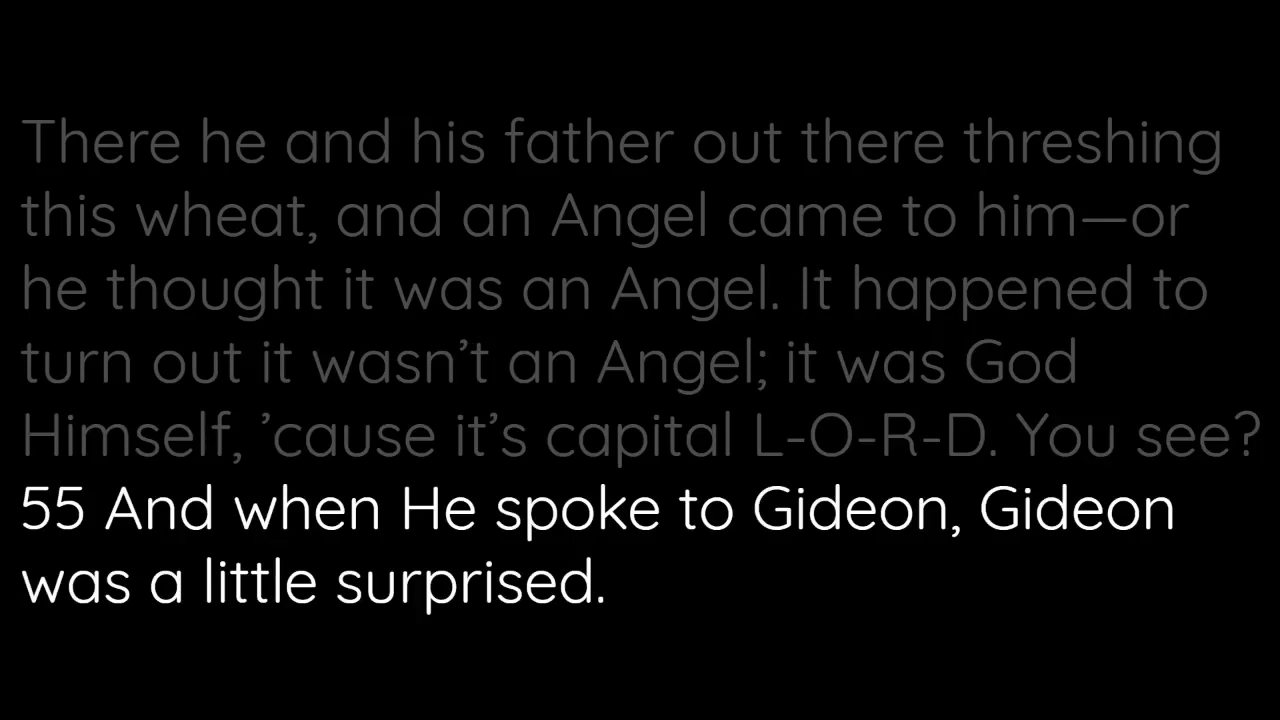 There he and his father out there threshing
this wheat, and an Angel came to him—or
he thought it was an Angel. It happened to
turn out it wasn’t an Angel; it was God
Himself, ’cause it’s capital L-O-R-D. You see?
55 And when He spoke to Gideon, Gideon
was a little surprised.